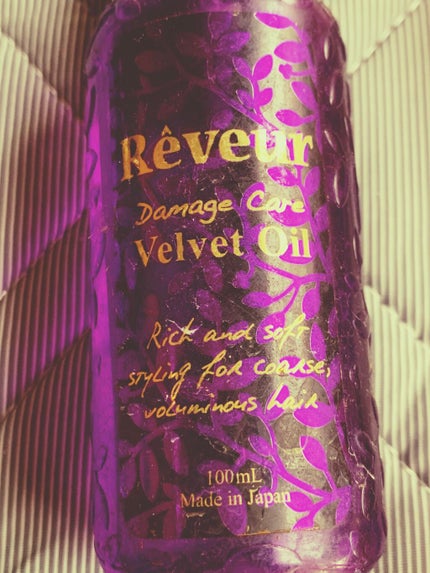 Rêveur
Damage Care
Velvet Oil
Rich and soft
styling for coarse,
voluminous hair
100mL
Made in Japan